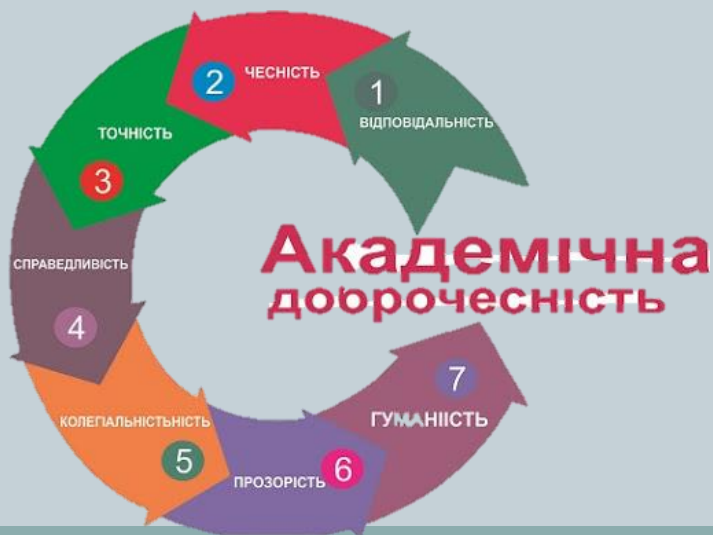 1
ВІДПОВІДАЛЬНІСТЬ
2
ЧЕСНІСТЬ
ТОЧНІСТЬ
3
СПРАВЕДЛИВІСТЬ
4
КОЛЕГІАЛЬНІСТЬНІСТЬ
5
ПРОЗОРІСТЬ
6
7
ГУМАНІІСТЬ
Академічна
доброчесність